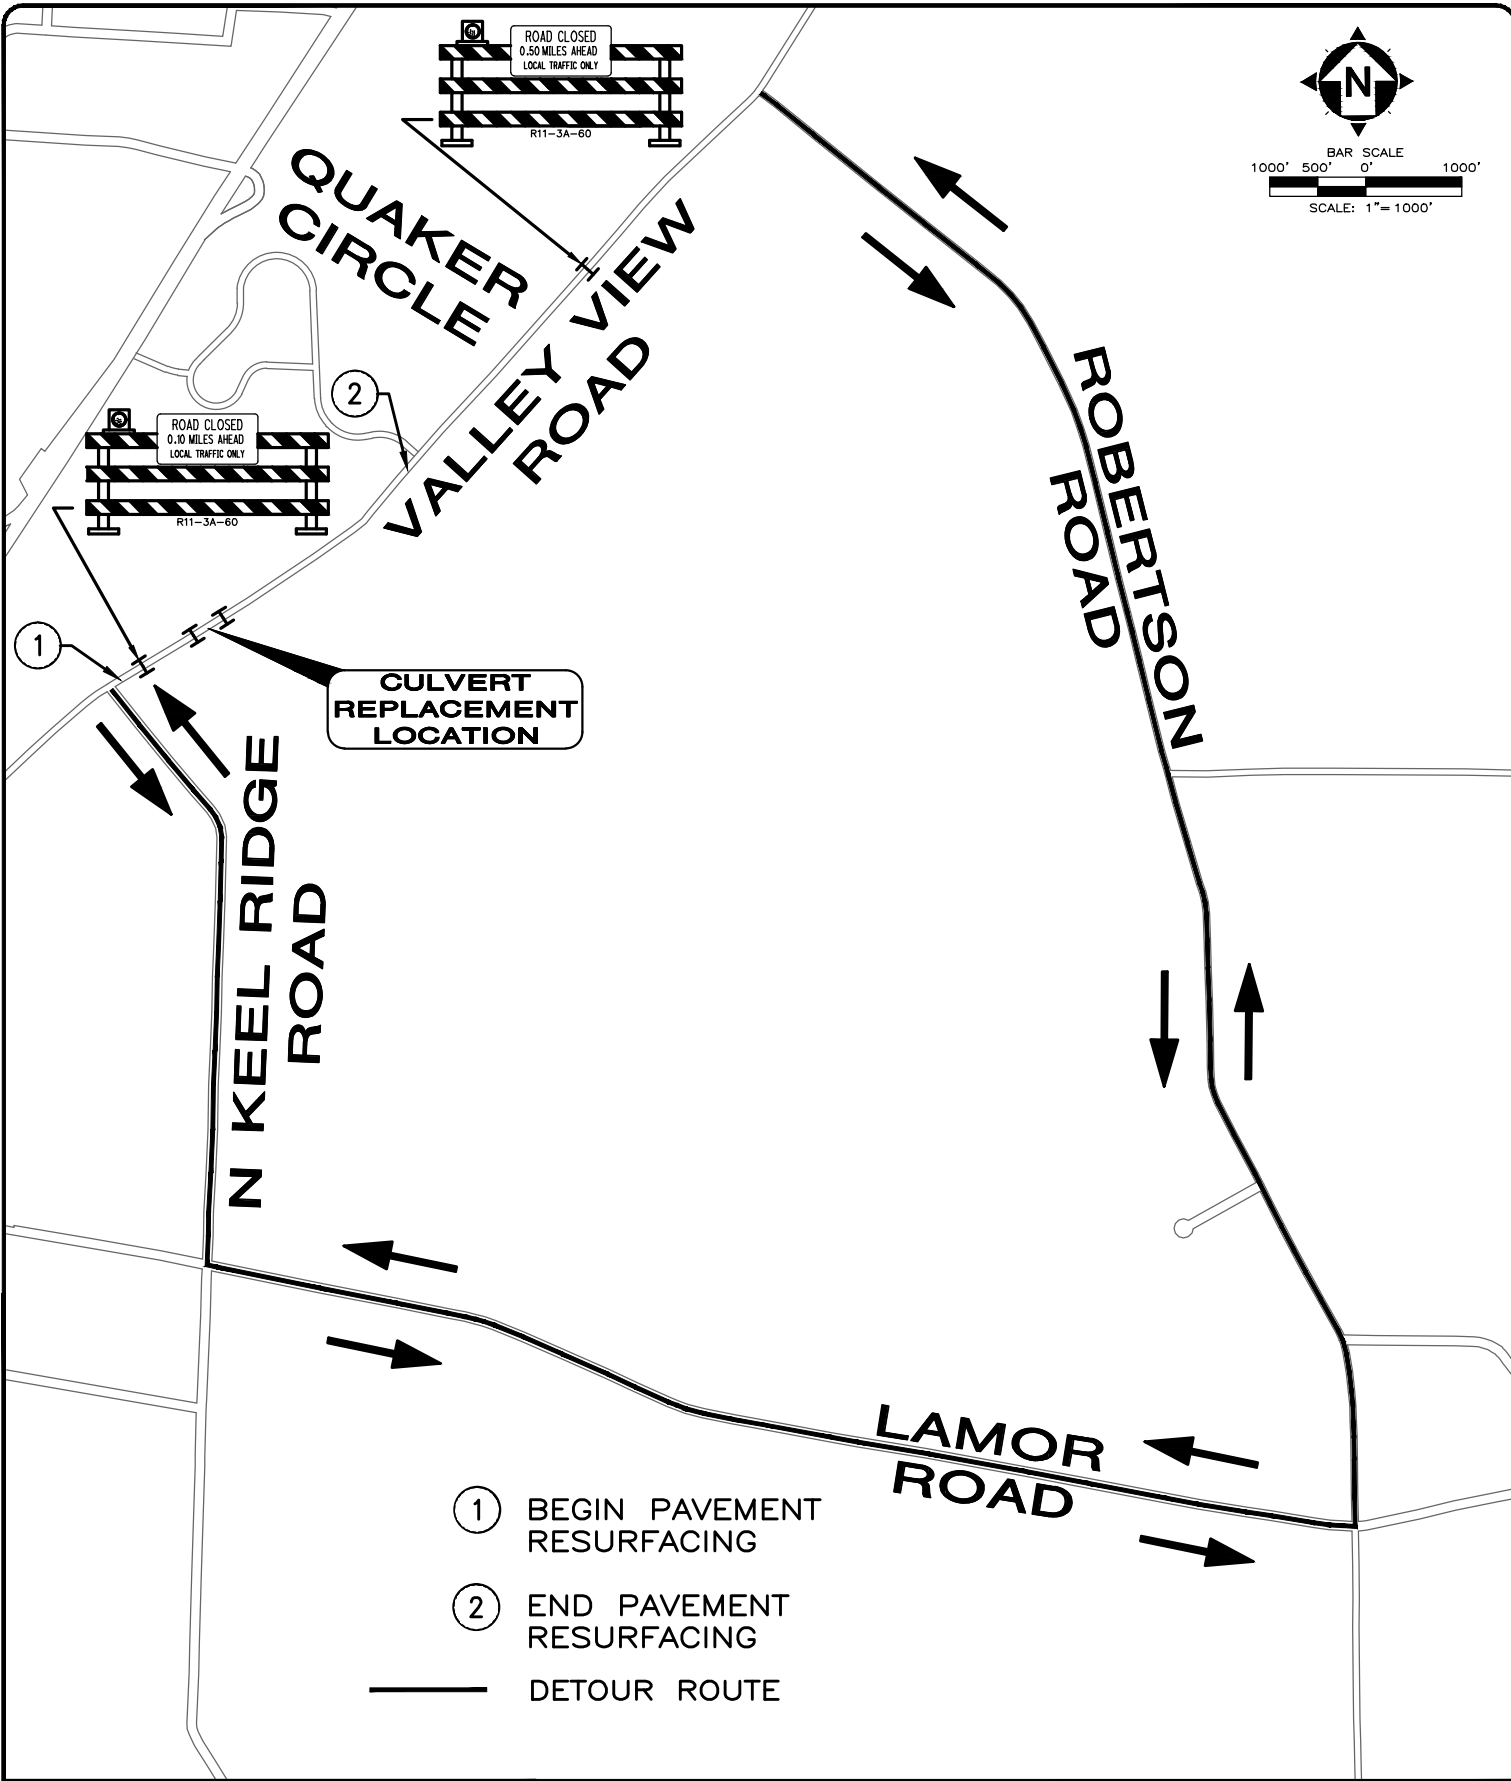 ROAD CLOSED
0.50 MILES AHEAD
LOCAL TRAFFIC ONLY
R11-3A-60
N
BAR SCALE
1000' 500' 0' 1000'
SCALE: 1"=1000'
QUAKER
CIRCLE
VALLEY VIEW
ROAD
2
ROAD CLOSED
0.10 MILES AHEAD
LOCAL TRAFFIC ONLY
R11-3A-60
1
CULVERT
REPLACEMENT
LOCATION
ROBERTSON
ROAD
N KEEL RIDGE
ROAD
LAMOR
ROAD
1 BEGIN PAVEMENT
RESURFACING
2 END PAVEMENT
RESURFACING
DETOUR ROUTE